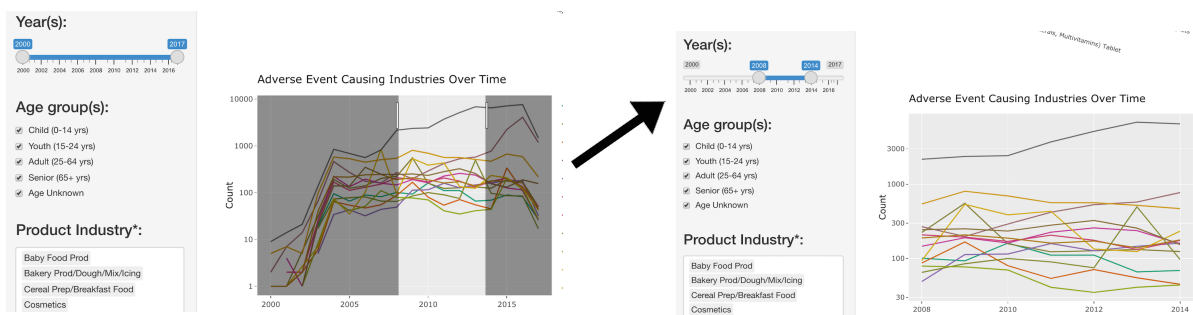 Year(s):
2000 2017
2000 2002 2004 2006 2008 2010 2012 2014 2016
Age group(s):
Child (0-14 yrs)
Youth (15-24 yrs)
Adult (25-64 yrs)
Senior (65+ yrs)
Age Unknown
Product Industry*:
Baby Food Prod
Bakery Prod/Dough/Mix/Icing
Cereal Prep/Breakfast Food
Cosmetics
Adverse Event Causing Industries Over Time
Count
10000
1000
100
10
1
2000 2005 2010 2015
Year(s):
2000 2008 2014 2017
2000 2002 2004 2006 2008 2010 2012 2014 2016
Age group(s):
Child (0-14 yrs)
Youth (15-24 yrs)
Adult (25-64 yrs)
Senior (65+ yrs)
Age Unknown
Product Industry*:
Baby Food Prod
Bakery Prod/Dough/Mix/Icing
Cereal Prep/Breakfast Food
Cosmetics
Multivitamins) Tablet
Adverse Event Causing Industries Over Time
Count
3000
1000
300
100
30
2008 2010 2012 2014